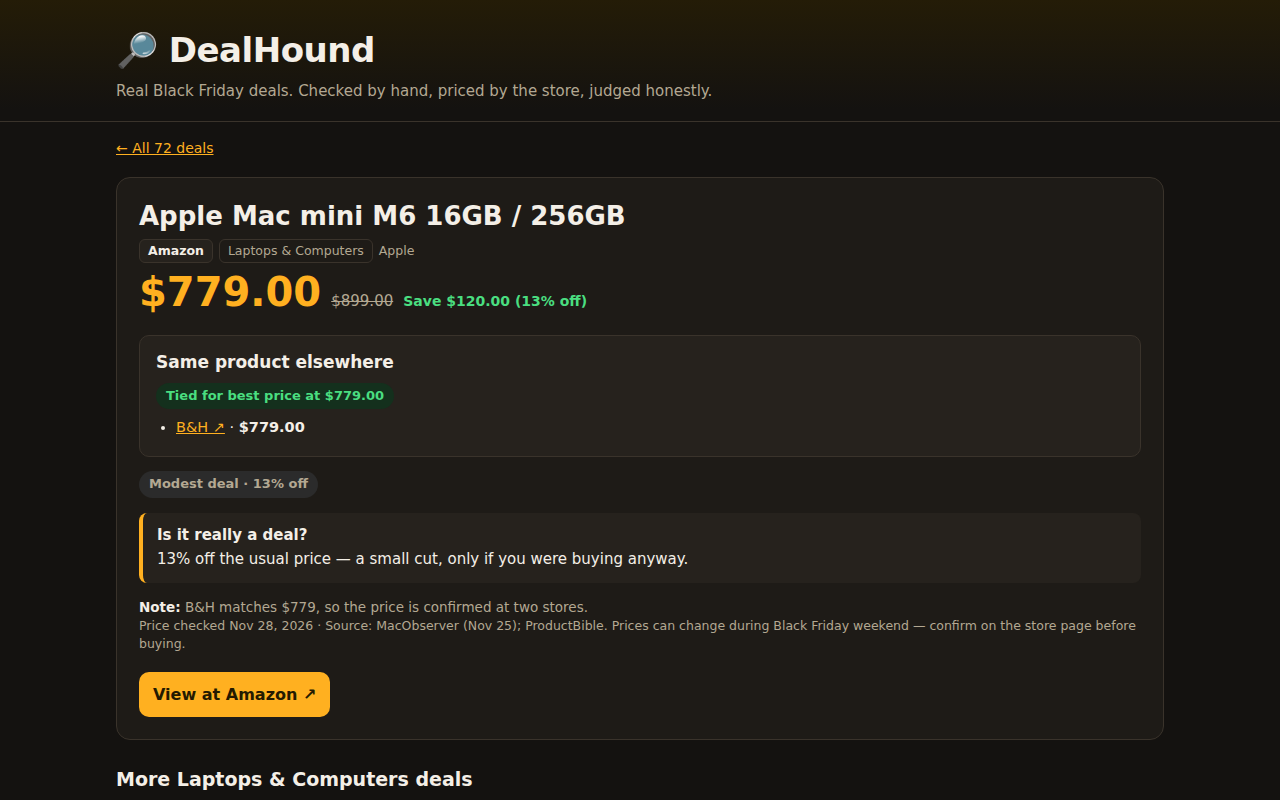 DealHound
Real Black Friday deals. Checked by hand, priced by the store, judged honestly.
← All 72 deals
Apple Mac mini M6 16GB / 256GB
Amazon Laptops & Computers Apple
$779.00 $899.00 Save $120.00 (13% off)
Same product elsewhere
Tied for best price at $779.00
• B&H ↗ · $779.00
Modest deal · 13% off
Is it really a deal?
13% off the usual price — a small cut, only if you were buying anyway.
Note: B&H matches $779, so the price is confirmed at two stores.
Price checked Nov 28, 2026 · Source: MacObserver (Nov 25); ProductBible. Prices can change during Black Friday weekend — confirm on the store page before
buying.
View at Amazon ↗
More Laptops & Computers deals